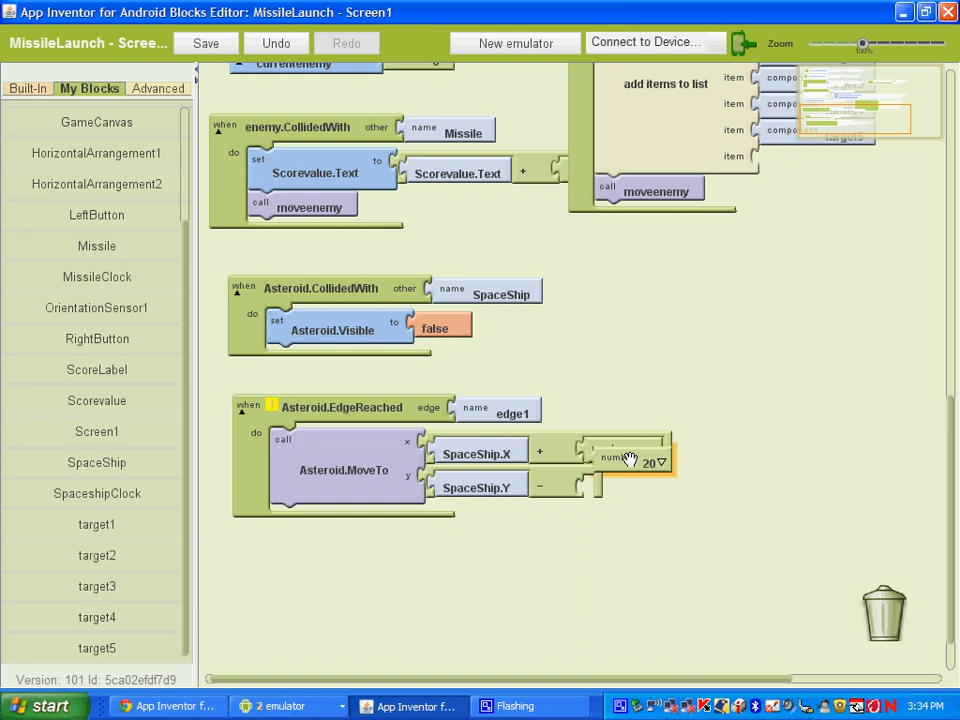 App Inventor for Android Blocks Editor: MissileLaunch - Screen1
MissileLaunch - Scree...
Save
Undo
Redo
New emulator
Connect to Device...
Zoom
100%
Built-In
My Blocks
Advanced
GameCanvas
HorizontalArrangement1
HorizontalArrangement2
LeftButton
Missile
MissileClock
OrientationSensor1
RightButton
ScoreLabel
Scorevalue
Screen1
SpaceShip
SpaceshipClock
target1
target2
target3
target4
target5
Version: 101 Id: 5ca02efdf7d9
currentenemy
when enemy.CollidedWith other name Missile
do set Scorevalue.Text to Scorevalue.Text +
call moveenemy
add items to list
item compo
item compo
item compo
item
call moveenemy
when Asteroid.CollidedWith other name SpaceShip
do set Asteroid.Visible to false
when ! Asteroid.EdgeReached edge name edge1
do call Asteroid.MoveTo
x SpaceShip.X +
number 20
y SpaceShip.Y -
start
App Inventor f...
2 emulator
App Inventor f...
Flashing
3:34 PM